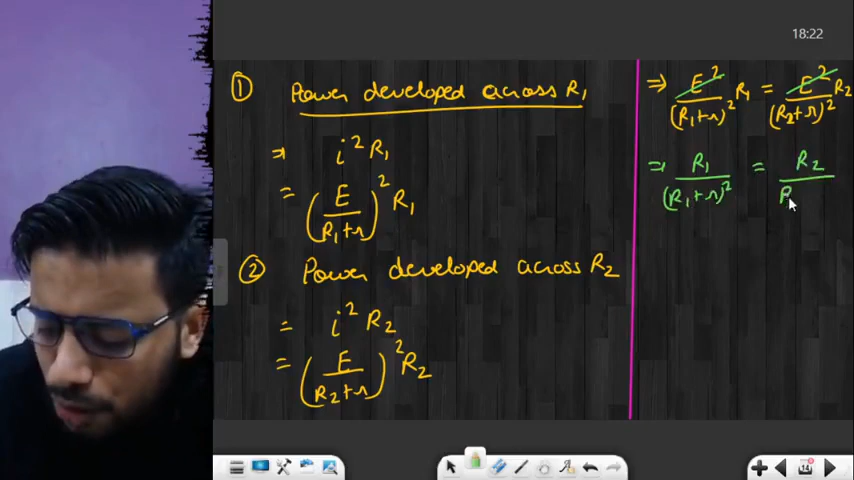 18:22
① Power developed across R₁
⇒ i²R₁
= (E/(R₁+r))² R₁
② Power developed across R₂
= i²R₂
= (E/(R₂+r))² R₂
⇒ E²/(R₁+r)² R₁ = E²/(R₂+r)² R₂
⇒ R₁/(R₁+r)² = R₂/R
14